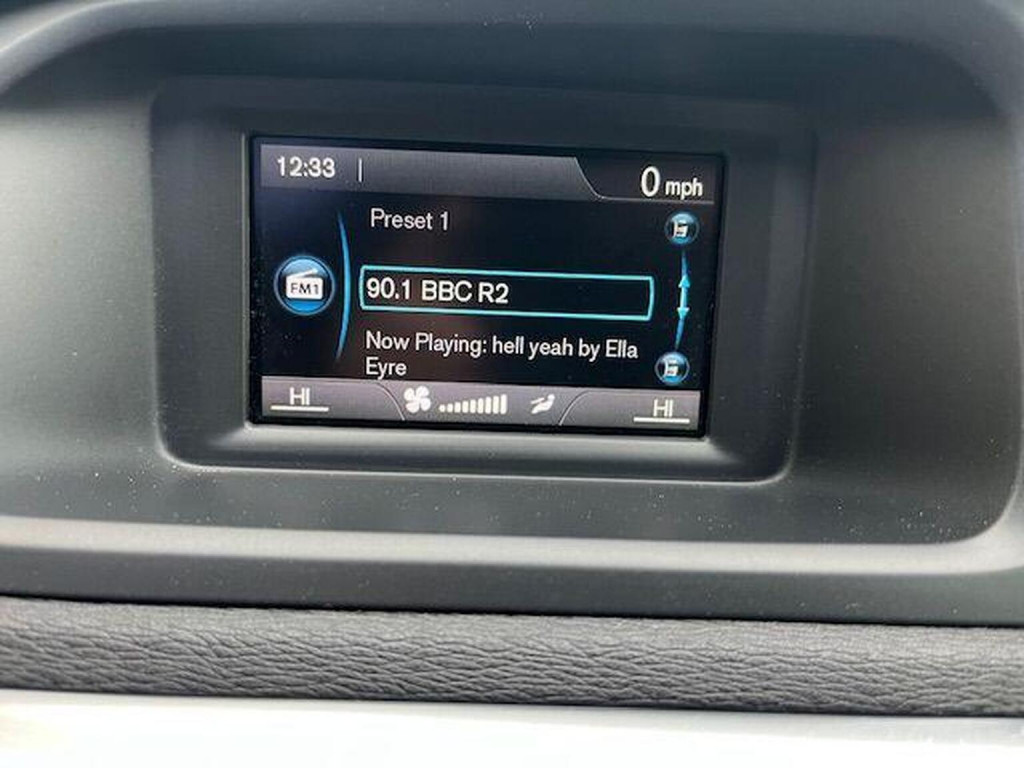 12:33
0 mph
Preset 1
FM1
90.1 BBC R2
Now Playing: hell yeah by Ella
Eyre
HI
HI